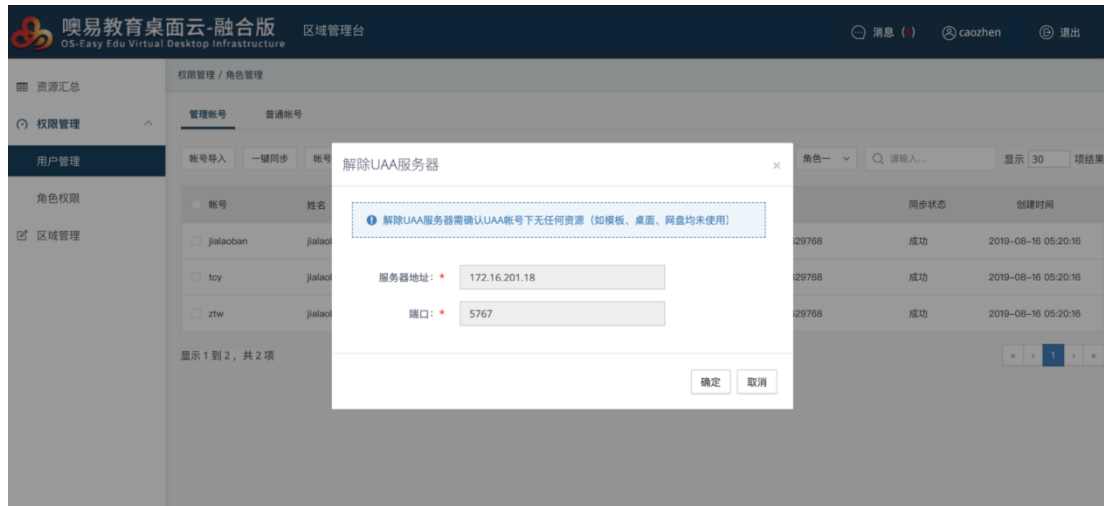 噢易教育桌面云-融合版 区域管理台 消息 ( ) caozhen 退出
OS-Easy Edu Virtual Desktop Infrastructure
资源汇总
权限管理
用户管理
角色权限
区域管理
权限管理 / 角色管理
管理帐号 普通帐号
帐号导入 一键同步 帐号 角色一 请输入... 显示 30 项结果
帐号 姓名 同步状态 创建时间
jialaoban jialaol 29768 成功 2019-08-16 05:20:16
tcy jialaol 29768 成功 2019-08-16 05:20:16
ztw jialaol 29768 成功 2019-08-16 05:20:16
显示 1 到 2 ，共 2 项 « ‹ 1 › »
解除UAA服务器 ×
解除UAA服务器需确认UAA帐号下无任何资源（如模板、桌面、网盘均未使用）
服务器地址: * 172.16.201.18
端口: * 5767
确定 取消